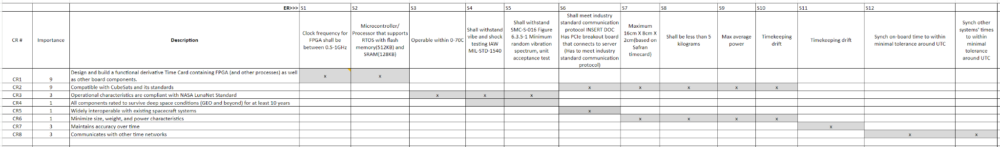 ER>>> S1 S2 S3 S4 S5 S6 S7 S8 S9 S10 S11 S12
CR # Importance Description
Clock frequency for
FPGA shall be
between 0.5-1GHz
Microcontroller/
Processor that supports
RTOS with flash
memory(512KB) and
SRAM(128KB)
Operable within 0-70C
Shall withstand
vibe and shock
testing IAW
MIL-STD-1540
Shall withstand
SMC-S-016 Figure
6.3.5-1 Minimum
random vibration
spectrum, unit
acceptance test
Shall meet industry
standard communication
protocol INSERT DOC
Has PCIe breakout board
that connects to server
(Has to meet industry
standard communication
protocol)
Maximum
16cm X 8cm X
2cm(based on
Safran
timecard)
Shall be less than 5
kilograms
Max average
power
Timekeeping
drift
Timekeeping drift
Synch on-board time to within
minimal tolerance around UTC
Synch other
systems' times
to within
minimal
tolerance
around UTC
CR1 9 Design and build a functional derivative Time Card containing FPGA (and other processes) as well
as other board components. x x
CR2 9 Compatible with CubeSats and its standards x x x x x
CR3 3 Operational characteristics are compliant with NASA LunaNet Standard x x x
CR4 1 All components rated to survive deep space conditions (GEO and beyond) for at least 10 years
CR5 1 Widely interoperable with existing spacecraft systems x
CR6 1 Minimize size, weight, and power characteristics x x x x
CR7 3 Maintains accuracy over time x
CR8 3 Communicates with other time networks x x